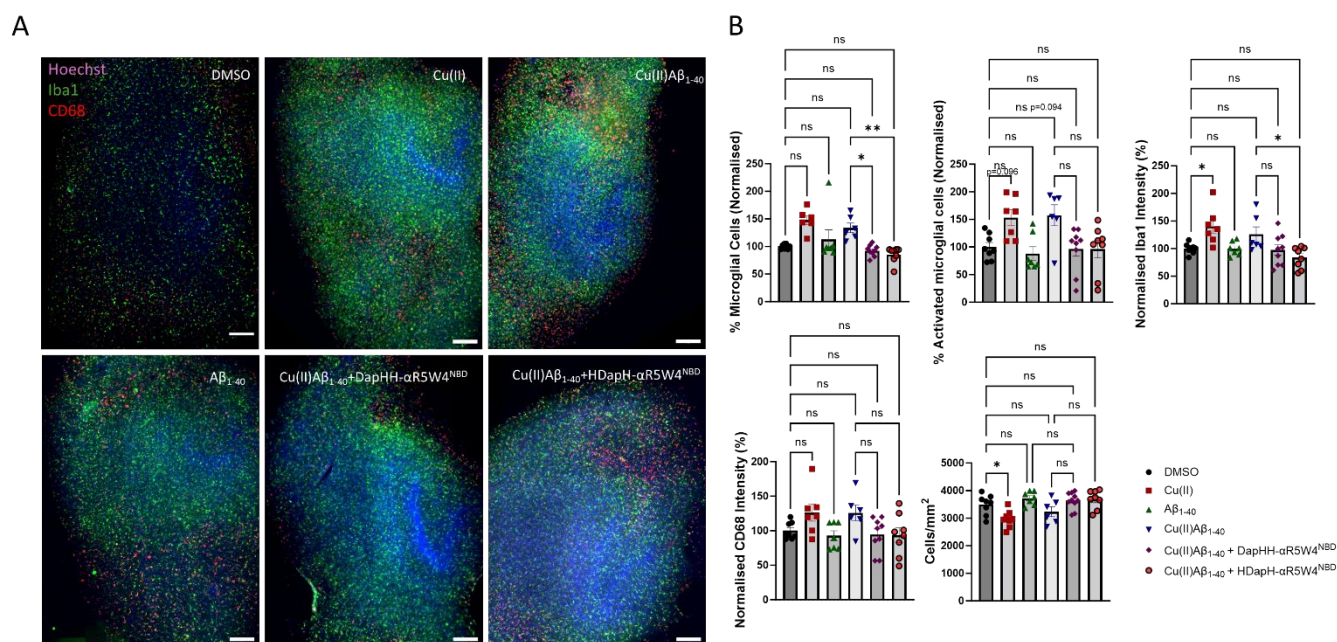 A
Hoechst
Iba1
CD68
DMSO
Cu(II)
Cu(II)Aβ1-40
Aβ1-40
Cu(II)Aβ1-40+DapHH-αR5W4NBD
Cu(II)Aβ1-40+HDapH-αR5W4NBD
B
% Microglial Cells (Normalised)
0
50
100
150
200
250
ns
ns
ns
ns
ns
**
*
% Activated microglial cells (Normalised)
0
50
100
150
200
250
ns
ns
ns p=0.094
ns
ns
ns
ns
p=0.096
Normalised Iba1 Intensity (%)
0
50
100
150
200
250
ns
ns
ns
ns
*
*
ns
Normalised CD68 Intensity (%)
0
50
100
150
200
ns
ns
ns
ns
ns
ns
ns
Cells/mm2
0
1000
2000
3000
4000
5000
ns
ns
ns
ns
ns
ns
*
ns
DMSO
Cu(II)
Aβ1-40
Cu(II)Aβ1-40
Cu(II)Aβ1-40 + DapHH-αR5W4NBD
Cu(II)Aβ1-40 + HDapH-αR5W4NBD